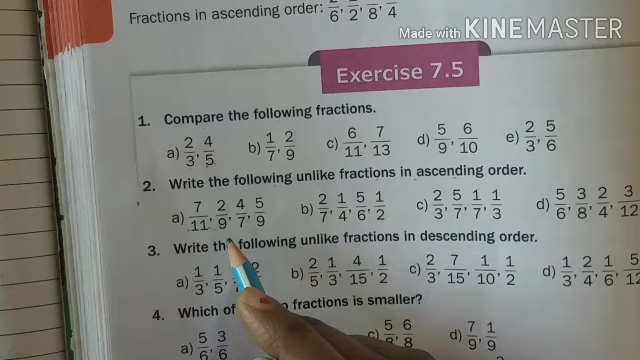 Made with KINEMASTER
Fractions in ascending order: 2/6, 1/2, /8, /4
Exercise 7.5
1. Compare the following fractions.
a) 2/3, 4/5 b) 1/7, 2/9 c) 6/11, 7/13 d) 5/9, 6/10 e) 2/3, 5/6
2. Write the following unlike fractions in ascending order.
a) 7/11, 2/9, 4/7, 5/9 b) 2/7, 1/4, 5/6, 1/2 c) 2/3, 5/7, 1/7, 1/3 d) 5/6, 3/8, 2/4, 3/12
3. Write the following unlike fractions in descending order.
a) 1/3, 1/5, b) 2/5, 1/3, 4/15, 1/2 c) 2/3, 7/15, 1/10, 1/2 d) 1/3, 2/4, 1/6, 5/12
4. Which of fractions is smaller?
a) 5/6, 3/6 c) 5/8, 6/8 d) 7/9, 1/9